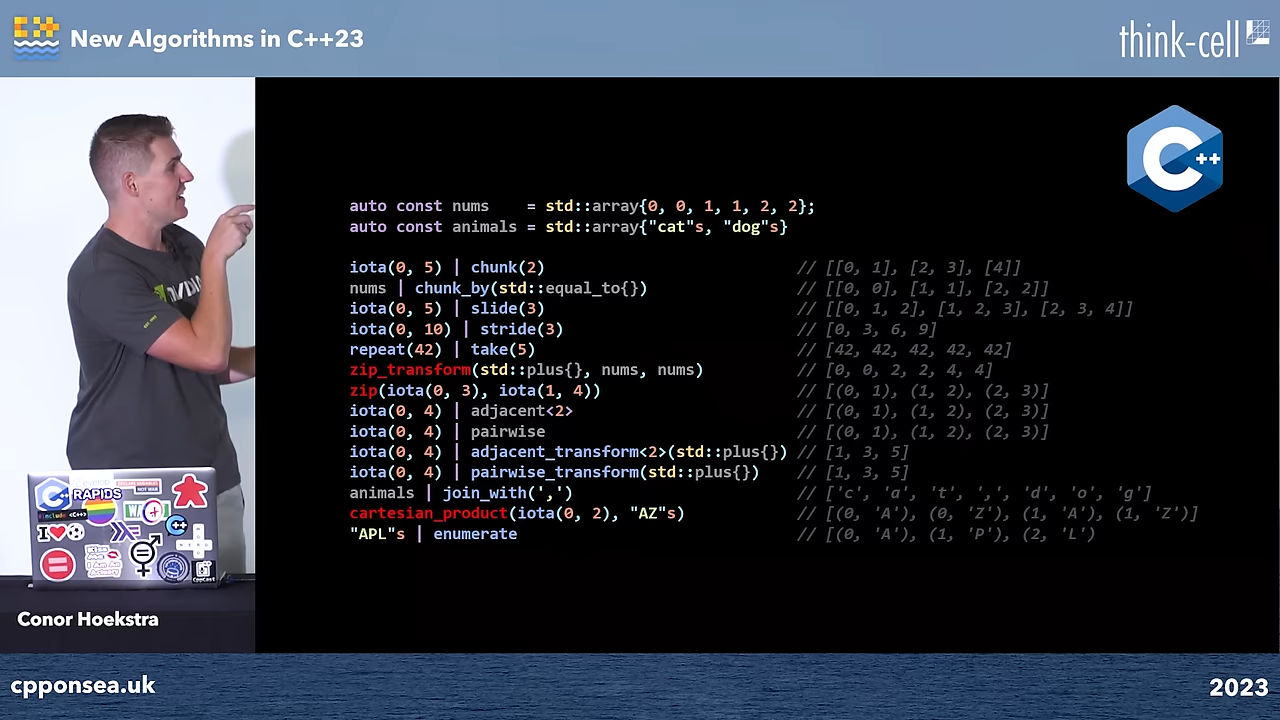 New Algorithms in C++23
think-cell
C++
auto const nums    = std::array{0, 0, 1, 1, 2, 2};
auto const animals = std::array{"cat"s, "dog"s}
iota(0, 5) | chunk(2) // [[0, 1], [2, 3], [4]]
nums | chunk_by(std::equal_to{}) // [[0, 0], [1, 1], [2, 2]]
iota(0, 5) | slide(3) // [[0, 1, 2], [1, 2, 3], [2, 3, 4]]
iota(0, 10) | stride(3) // [0, 3, 6, 9]
repeat(42) | take(5) // [42, 42, 42, 42, 42]
zip_transform(std::plus{}, nums, nums) // [0, 0, 2, 2, 4, 4]
zip(iota(0, 3), iota(1, 4)) // [(0, 1), (1, 2), (2, 3)]
iota(0, 4) | adjacent<2> // [(0, 1), (1, 2), (2, 3)]
iota(0, 4) | pairwise // [(0, 1), (1, 2), (2, 3)]
iota(0, 4) | adjacent_transform<2>(std::plus{}) // [1, 3, 5]
iota(0, 4) | pairwise_transform(std::plus{}) // [1, 3, 5]
animals | join_with(',') // ['c', 'a', 't', ',', 'd', 'o', 'g']
cartesian_product(iota(0, 2), "AZ"s) // [(0, 'A'), (0, 'Z'), (1, 'A'), (1, 'Z')]
"APL"s | enumerate // [(0, 'A'), (1, 'P'), (2, 'L')
C++
RAPIDS
#include <C++>
I
C++
CppCast
Conor Hoekstra
cpponsea.uk
2023